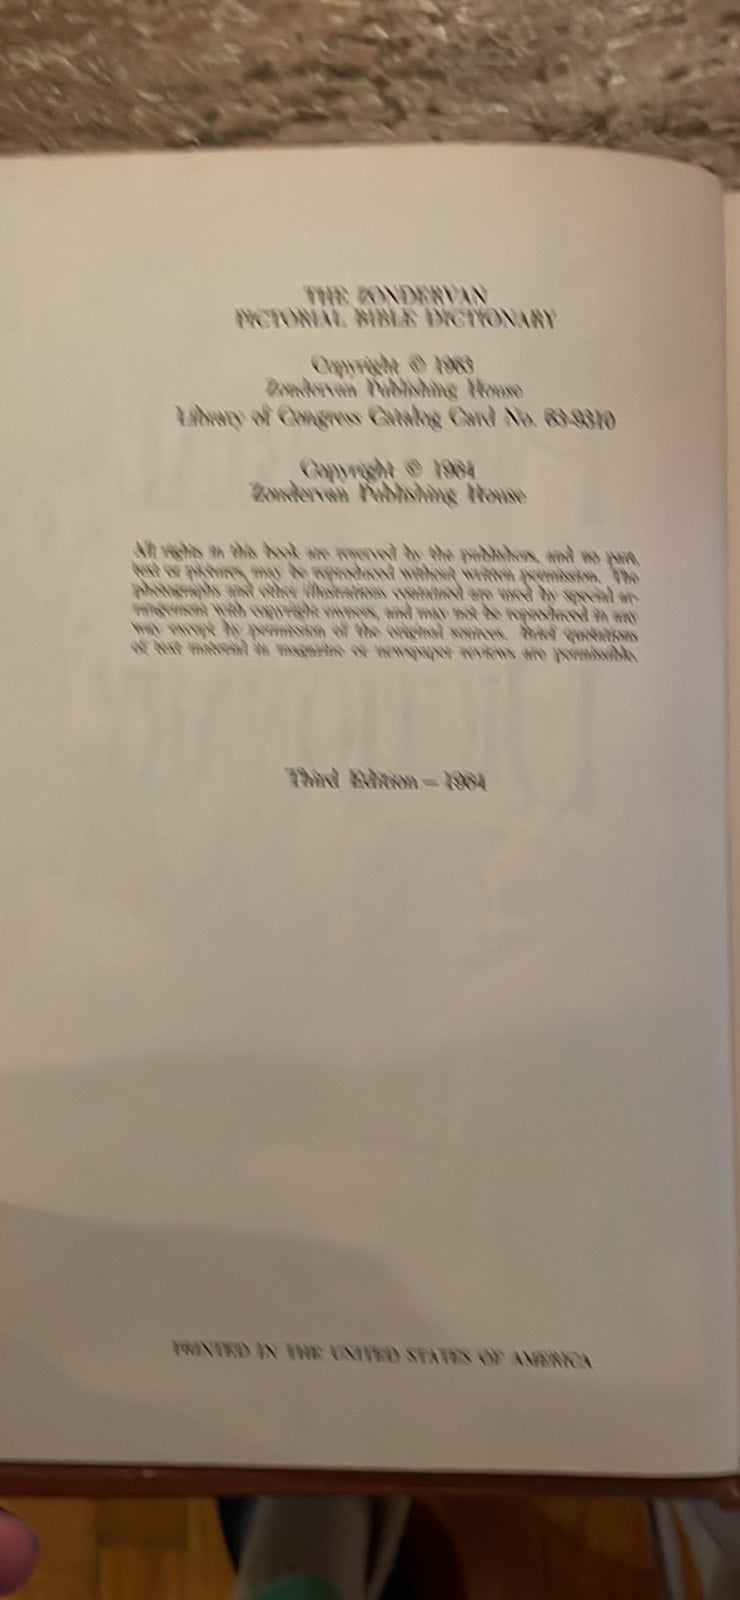 THE ZONDERVAN
PICTORIAL BIBLE DICTIONARY
Copyright © 1963
Zondervan Publishing House
Library of Congress Catalog Card No. 63-9310
Copyright © 1964
Zondervan Publishing House
All rights in this book are reserved by the publishers, and no part,
text or pictures, may be reproduced without written permission. The
photographs and other illustrations contained are used by special ar-
rangement with copyright owners, and may not be reproduced in any
way except by permission of the original sources. Brief quotations
of text material in magazine or newspaper reviews are permissible.
Third Edition — 1964
PRINTED IN THE UNITED STATES OF AMERICA